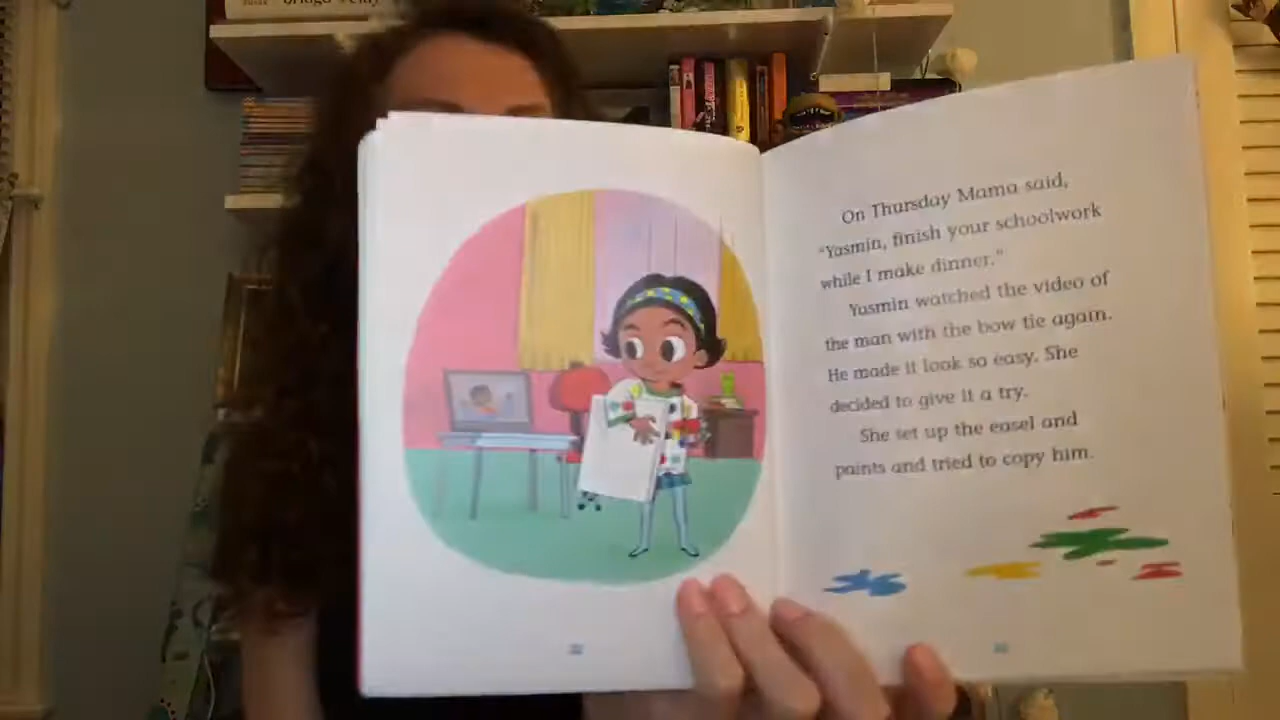 On Thursday Mama said,
"Yasmin, finish your schoolwork
while I make dinner."
Yasmin watched the video of
the man with the bow tie again.
He made it look so easy. She
decided to give it a try.
She set up the easel and
paints and tried to copy him.